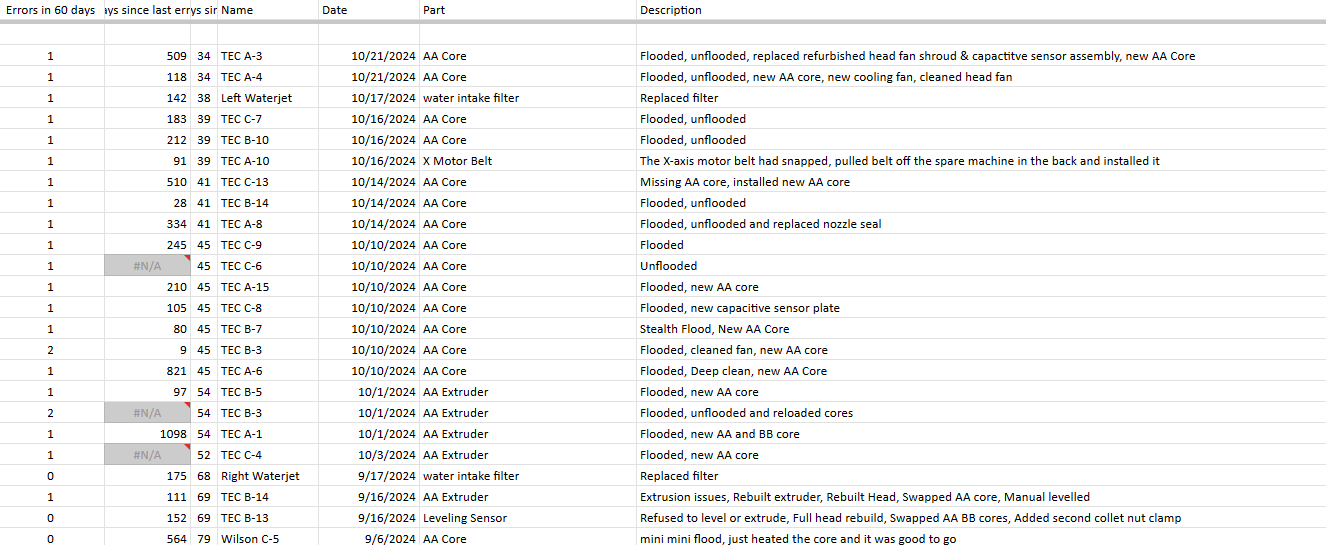 Errors in 60 days ays since last err ys sin Name Date Part Description
1 509 34 TEC A-3 10/21/2024 AA Core Flooded, unflooded, replaced refurbished head fan shroud & capactitve sensor assembly, new AA Core
1 118 34 TEC A-4 10/21/2024 AA Core Flooded, unflooded, new AA core, new cooling fan, cleaned head fan
1 142 38 Left Waterjet 10/17/2024 water intake filter Replaced filter
1 183 39 TEC C-7 10/16/2024 AA Core Flooded, unflooded
1 212 39 TEC B-10 10/16/2024 AA Core Flooded, unflooded
1 91 39 TEC A-10 10/16/2024 X Motor Belt The X-axis motor belt had snapped, pulled belt off the spare machine in the back and installed it
1 510 41 TEC C-13 10/14/2024 AA Core Missing AA core, installed new AA core
1 28 41 TEC B-14 10/14/2024 AA Core Flooded, unflooded
1 334 41 TEC A-8 10/14/2024 AA Core Flooded, unflooded and replaced nozzle seal
1 245 45 TEC C-9 10/10/2024 AA Core Flooded
1 #N/A 45 TEC C-6 10/10/2024 AA Core Unflooded
1 210 45 TEC A-15 10/10/2024 AA Core Flooded, new AA core
1 105 45 TEC C-8 10/10/2024 AA Core Flooded, new capacitive sensor plate
1 80 45 TEC B-7 10/10/2024 AA Core Stealth Flood, New AA Core
2 9 45 TEC B-3 10/10/2024 AA Core Flooded, cleaned fan, new AA core
1 821 45 TEC A-6 10/10/2024 AA Core Flooded, Deep clean, new AA Core
1 97 54 TEC B-5 10/1/2024 AA Extruder Flooded, new AA core
2 #N/A 54 TEC B-3 10/1/2024 AA Extruder Flooded, unflooded and reloaded cores
1 1098 54 TEC A-1 10/1/2024 AA Extruder Flooded, new AA and BB core
1 #N/A 52 TEC C-4 10/3/2024 AA Extruder Flooded, new AA core
0 175 68 Right Waterjet 9/17/2024 water intake filter Replaced filter
1 111 69 TEC B-14 9/16/2024 AA Extruder Extrusion issues, Rebuilt extruder, Rebuilt Head, Swapped AA core, Manual levelled
0 152 69 TEC B-13 9/16/2024 Leveling Sensor Refused to level or extrude, Full head rebuild, Swapped AA BB cores, Added second collet nut clamp
0 564 79 Wilson C-5 9/6/2024 AA Core mini mini flood, just heated the core and it was good to go